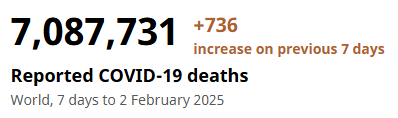 7,087,731
+736
increase on previous 7 days
Reported COVID-19 deaths
World, 7 days to 2 February 2025